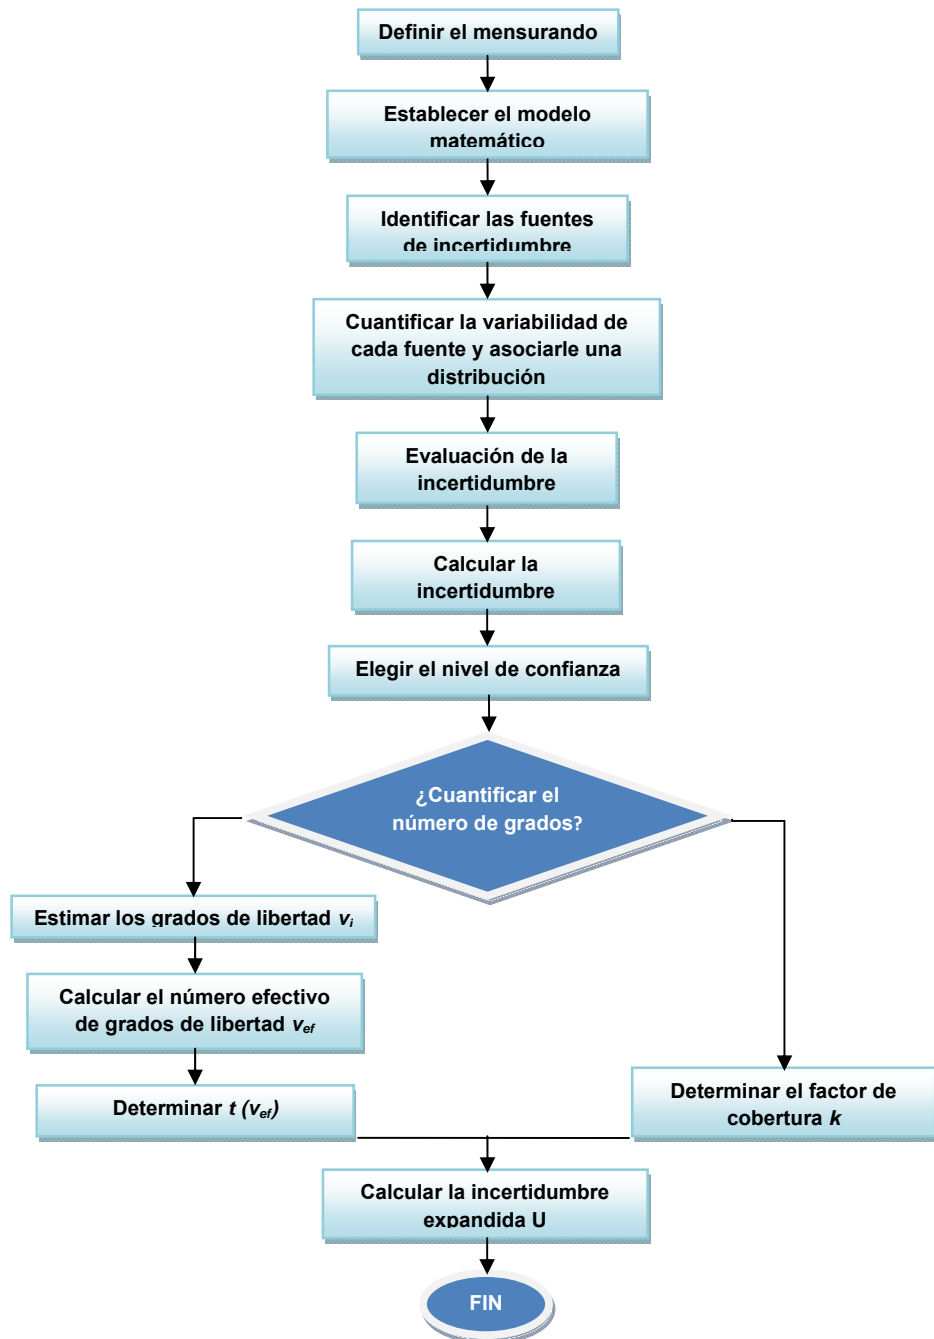 Definir el mensurando
Establecer el modelo
matemático
Identificar las fuentes
de incertidumbre
Cuantificar la variabilidad de
cada fuente y asociarle una
distribución
Evaluación de la
incertidumbre
Calcular la
incertidumbre
Elegir el nivel de confianza
¿Cuantificar el
número de grados?
Estimar los grados de libertad vi
Calcular el número efectivo
de grados de libertad vef
Determinar t (vef)
Determinar el factor de
cobertura k
Calcular la incertidumbre
expandida U
FIN